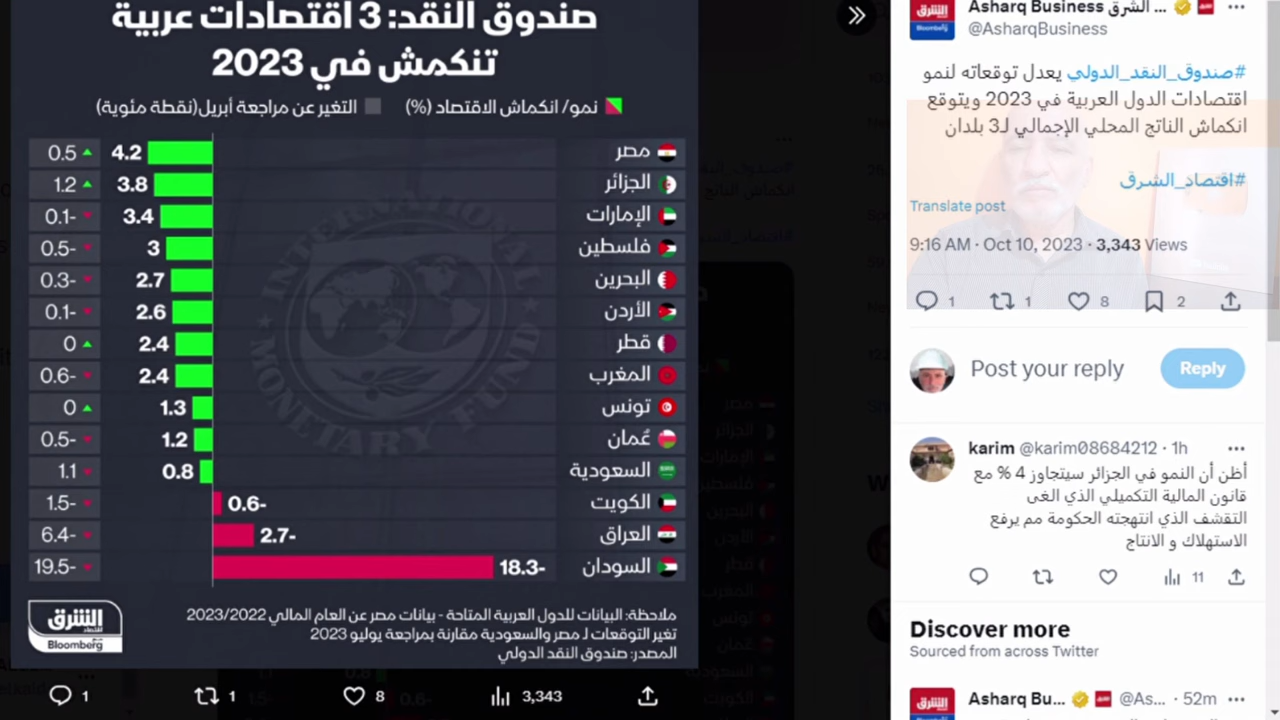 صندوق النقد: 3 اقتصادات عربية
تنكمش في 2023
نمو/ انكماش الاقتصاد (%) التغير عن مراجعة أبريل(نقطة مئوية)
مصر 4.2 0.5
الجزائر 3.8 1.2
الإمارات 3.4 0.1-
فلسطين 3 0.5-
البحرين 2.7 0.3-
الأردن 2.6 0.1-
قطر 2.4 0
المغرب 2.4 0.6-
تونس 1.3 0
عُمان 1.2 0.5-
السعودية 0.8 1.1
الكويت 0.6- 1.5-
العراق 2.7- 6.4-
السودان 18.3- 19.5-
ملاحظة: البيانات للدول العربية المتاحة - بيانات مصر عن العام المالي 2023/2022
تغير التوقعات لـ مصر والسعودية مقارنة بمراجعة يوليو 2023
المصدر: صندوق النقد الدولي
الشرق
اقتصاد
مع
Bloomberg
1 1 8 3,343
الشرق
Bloomberg
Asharq Business الشرق ...
@AsharqBusiness
#صندوق_النقد_الدولي يعدل توقعاته لنمو
اقتصادات الدول العربية في 2023 ويتوقع
انكماش الناتج المحلي الإجمالي لـ3 بلدان
#اقتصاد_الشرق
Translate post
9:16 AM · Oct 10, 2023 · 3,343 Views
1 1 8 2
Post your reply
Reply
karim @karim08684212 · 1h
أظن أن النمو في الجزائر سيتجاوز 4 % مع
قانون المالية التكميلي الذي الغى
التقشف الذي انتهجته الحكومة مم يرفع
الاستهلاك و الانتاج
11
Discover more
Sourced from across Twitter
الشرق
Asharq Bu... @As... · 52m